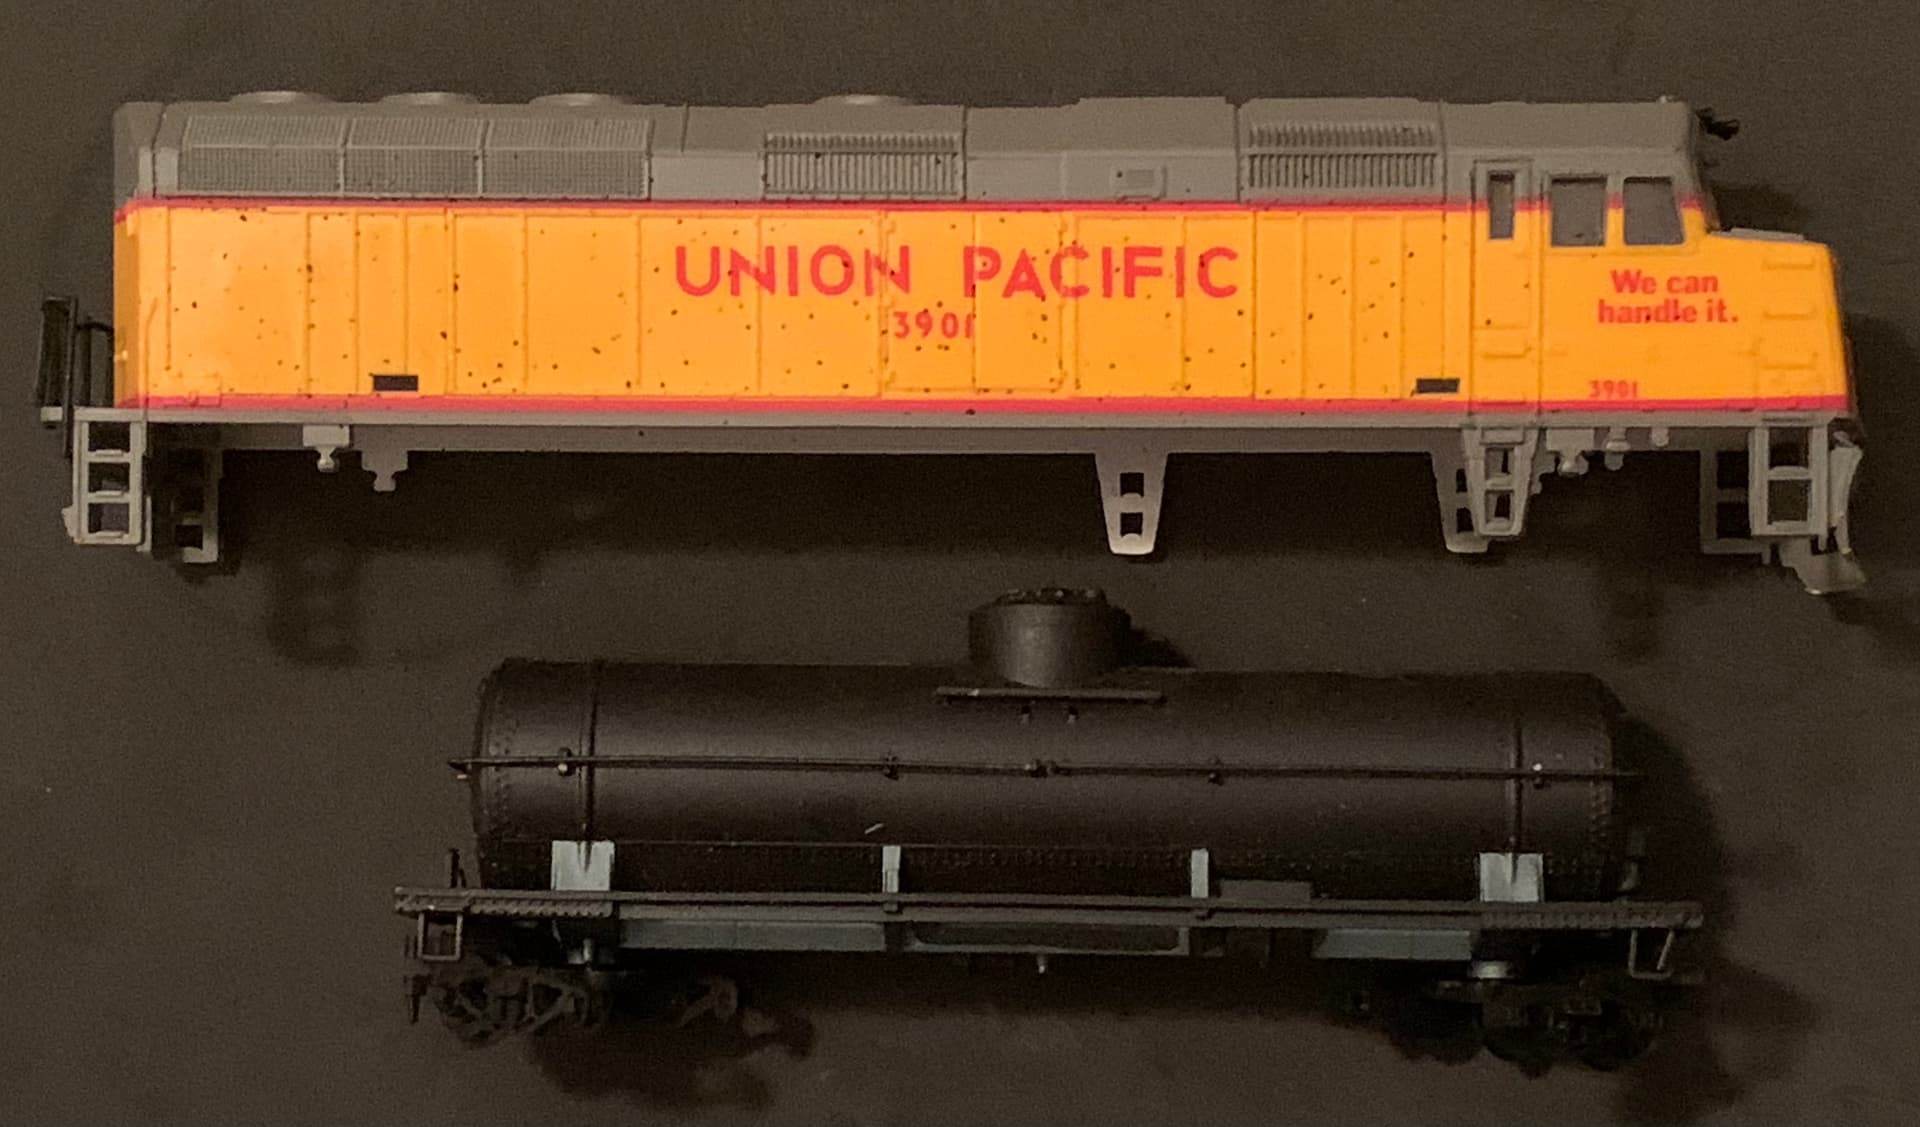 UNION PACIFIC
3901
We can
handle it.
3901